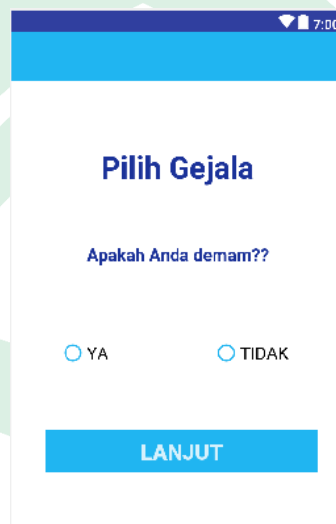 7:00
Pilih Gejala
Apakah Anda demam??
YA TIDAK
LANJUT